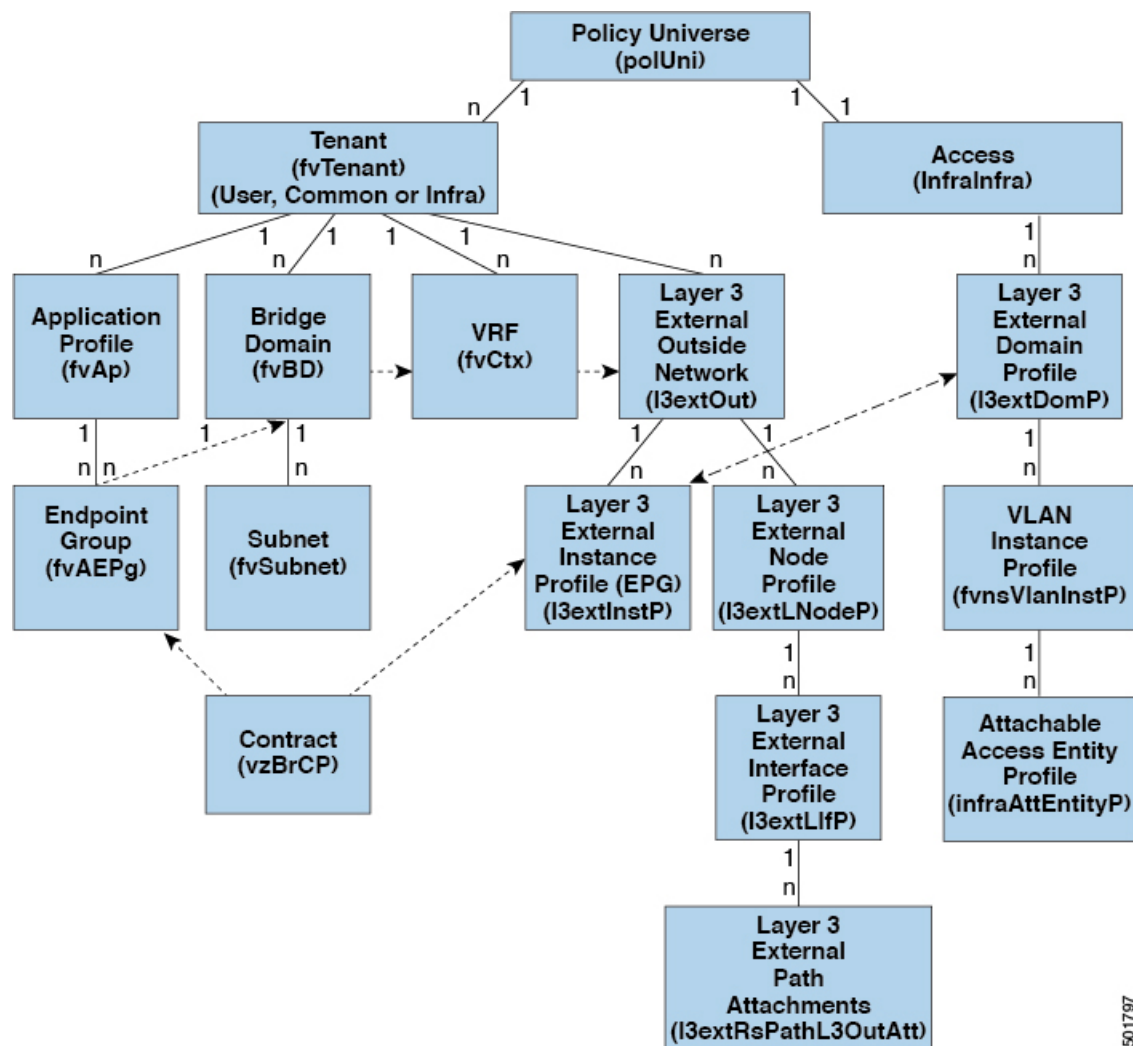 Policy Universe
(polUni)
1
1
n
1
Tenant
(fvTenant)
(User, Common or Infra)
Access
(InfraInfra)
1
1
1
1
1
n
n
n
n
n
Application
Profile
(fvAp)
Bridge
Domain
(fvBD)
VRF
(fvCtx)
Layer 3
External
Outside
Network
(l3extOut)
Layer 3
External
Domain
Profile
(l3extDomP)
1
1
1
1
1
1
n
n
n
n
n
n
Endpoint
Group
(fvAEPg)
Subnet
(fvSubnet)
Layer 3
External
Instance
Profile (EPG)
(l3extInstP)
Layer 3
External
Node
Profile
(l3extLNodeP)
VLAN
Instance
Profile
(fvnsVlanInstP)
1
1
n
n
Contract
(vzBrCP)
Layer 3
External
Interface
Profile
(l3extLIfP)
Attachable
Access Entity
Profile
(infraAttEntityP)
1
n
Layer 3
External
Path
Attachments
(l3extRsPathL3OutAtt)
501797